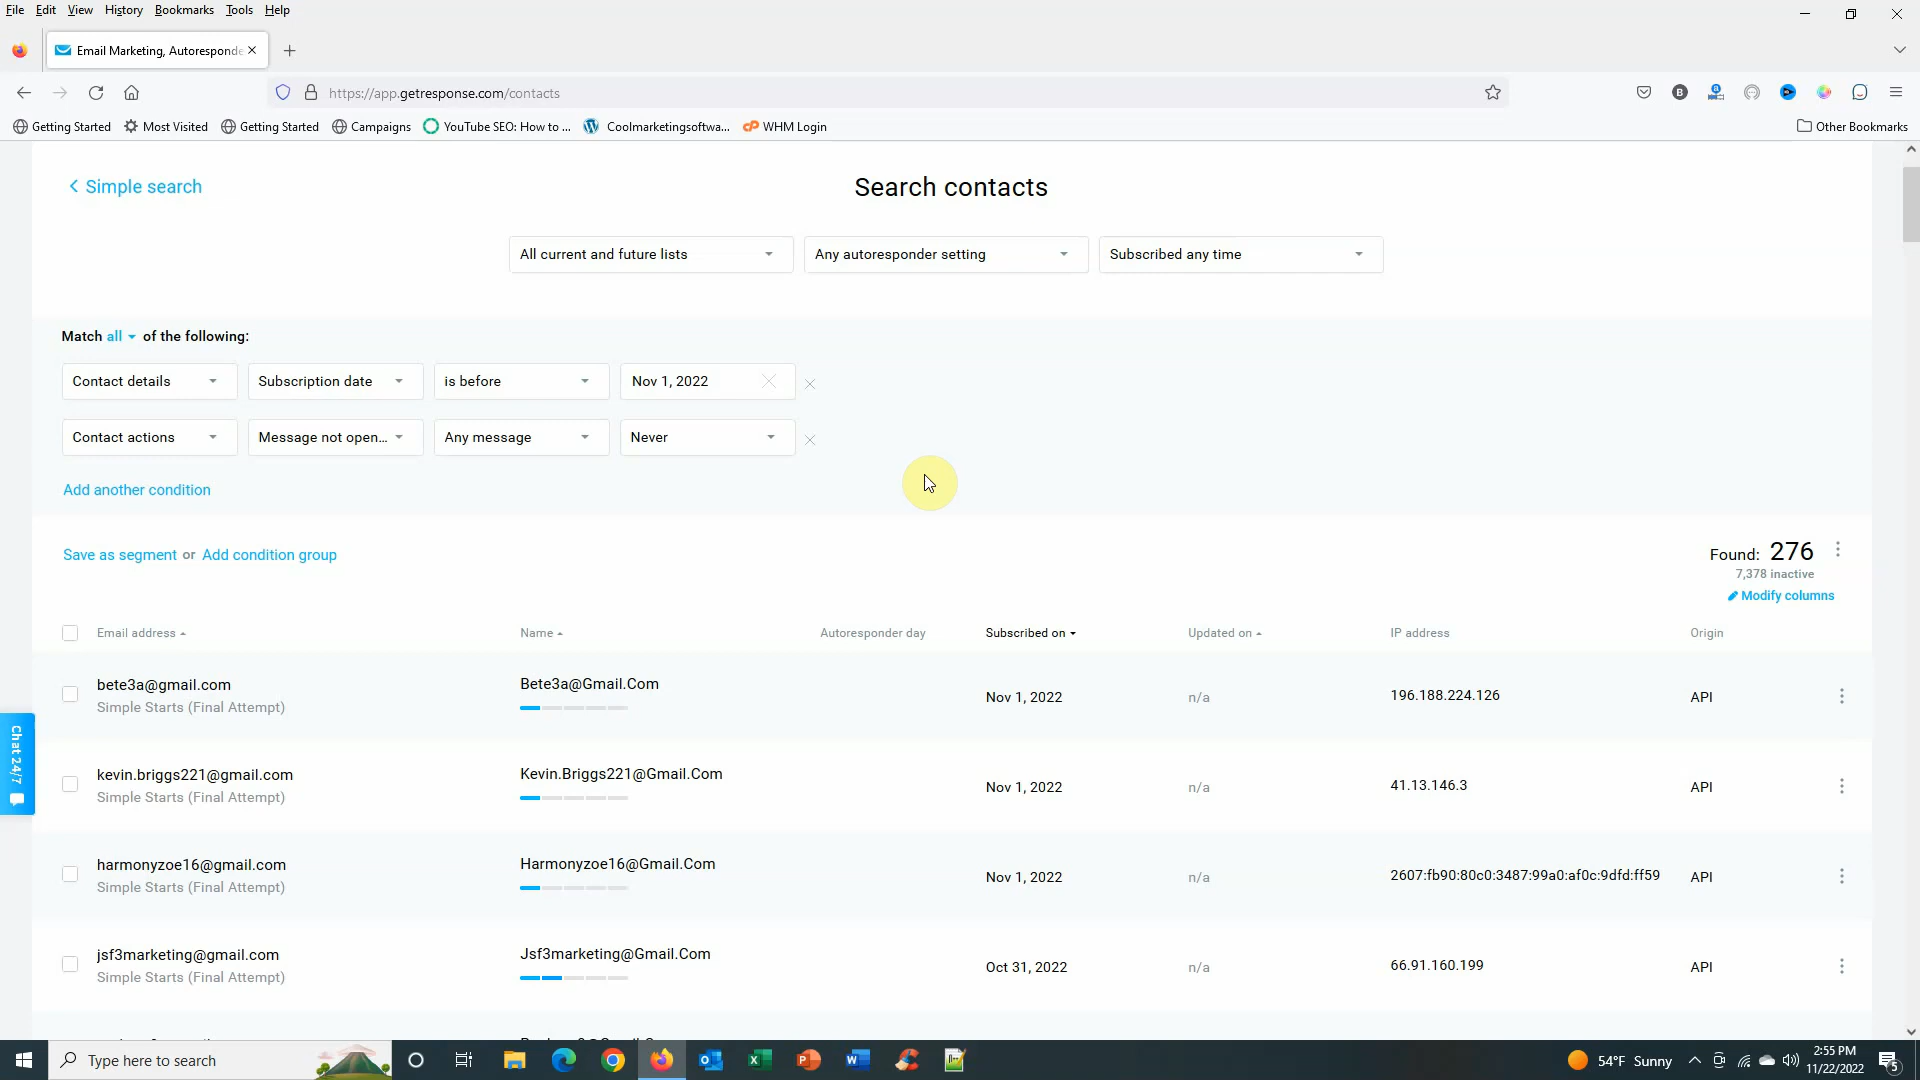 File Edit View History Bookmarks Tools Help
Email Marketing, Autoresponde
https://app.getresponse.com/contacts
Getting Started Most Visited Getting Started Campaigns YouTube SEO: How to ... Coolmarketingsoftwa... WHM Login Other Bookmarks
Simple search
Search contacts
All current and future lists Any autoresponder setting Subscribed any time
Match all of the following:
Contact details Subscription date is before Nov 1, 2022
Contact actions Message not open... Any message Never
Add another condition
Save as segment or Add condition group
Found: 276
7,378 inactive
Modify columns
Email address Name Autoresponder day Subscribed on Updated on IP address Origin
bete3a@gmail.com Bete3a@Gmail.Com Nov 1, 2022 n/a 196.188.224.126 API
Simple Starts (Final Attempt)
kevin.briggs221@gmail.com Kevin.Briggs221@Gmail.Com Nov 1, 2022 n/a 41.13.146.3 API
Simple Starts (Final Attempt)
harmonyzoe16@gmail.com Harmonyzoe16@Gmail.Com Nov 1, 2022 n/a 2607:fb90:80c0:3487:99a0:af0c:9dfd:ff59 API
Simple Starts (Final Attempt)
jsf3marketing@gmail.com Jsf3marketing@Gmail.Com Oct 31, 2022 n/a 66.91.160.199 API
Simple Starts (Final Attempt)
Chat 24/7
Type here to search
54°F Sunny
2:55 PM
11/22/2022
5